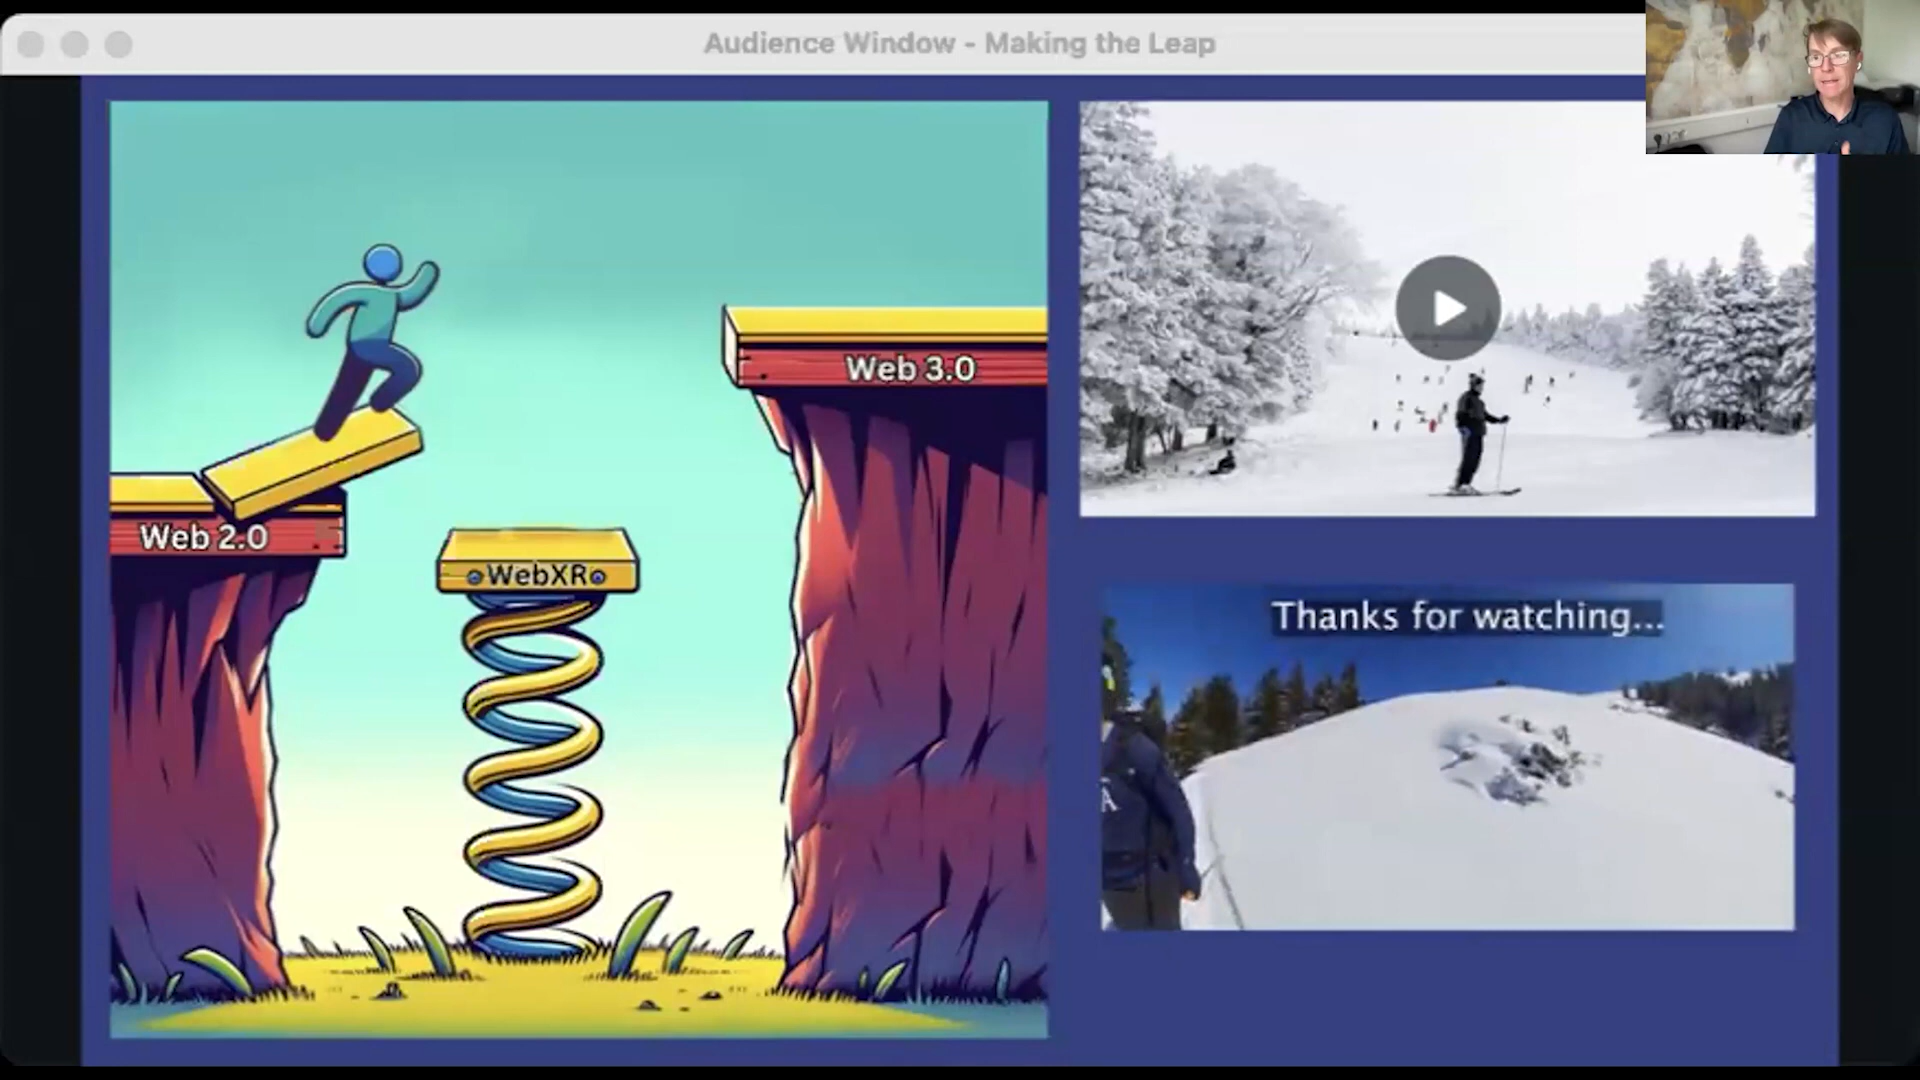 Audience Window - Making the Leap
Web 3.0
Web 2.0
WebXR
Thanks for watching...
A